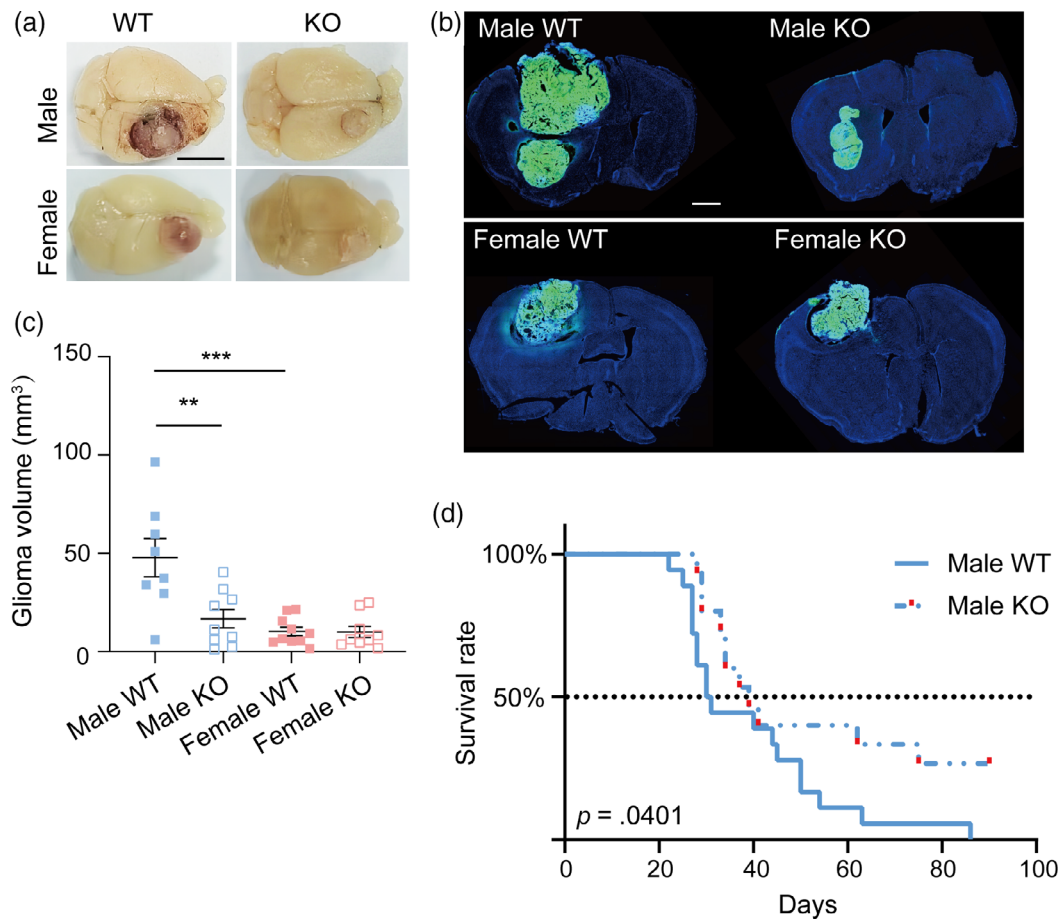 (a)
WT
KO
Male
Female
(b)
Male WT
Male KO
Female WT
Female KO
(c)
150
100
50
0
Glioma volume (mm³)
***
**
Male WT
Male KO
Female WT
Female KO
(d)
100%
50%
Survival rate
Male WT
Male KO
p = .0401
0
20
40
60
80
100
Days